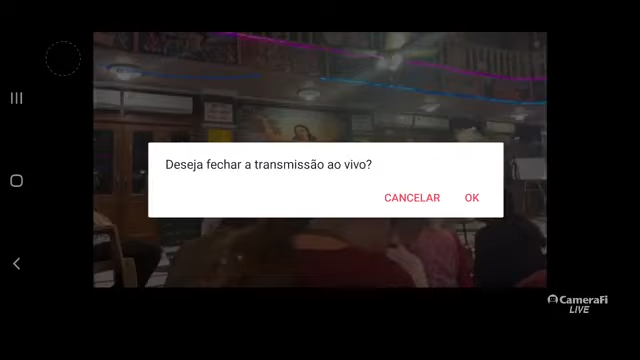 Deseja fechar a transmissão ao vivo?
CANCELAR OK
CameraFi
LIVE